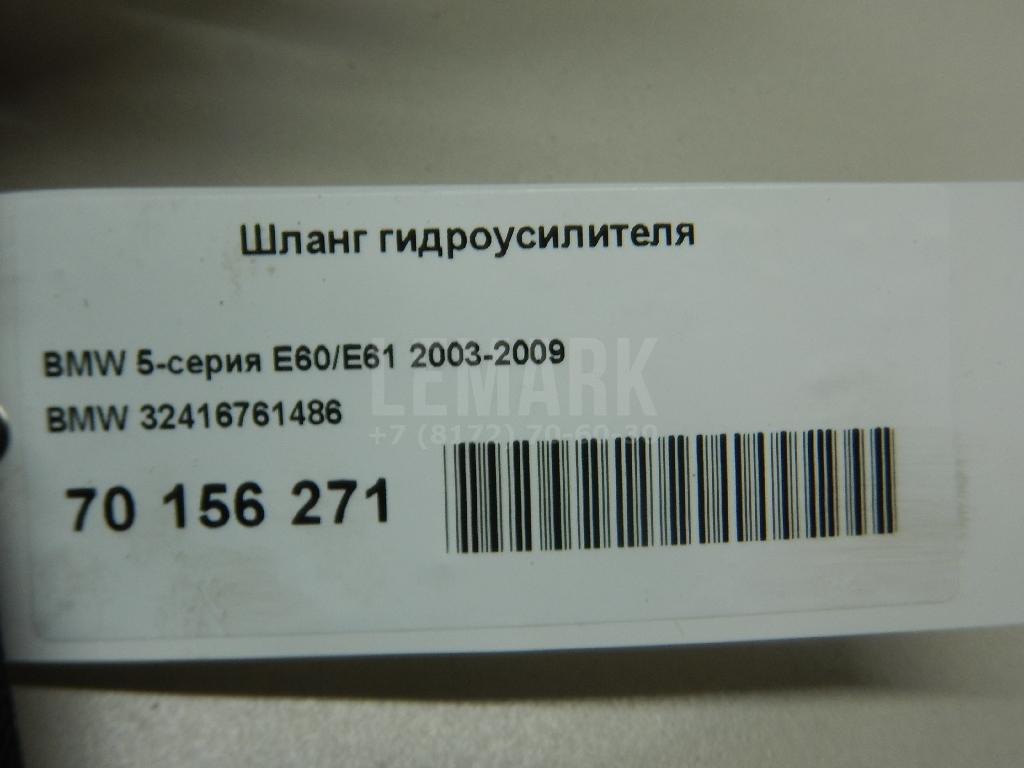 Шланг гидроусилителя
BMW 5-серия E60/E61 2003-2009
LEMARK
BMW 32416761486
+7 (8172) 70-60-30
70 156 271